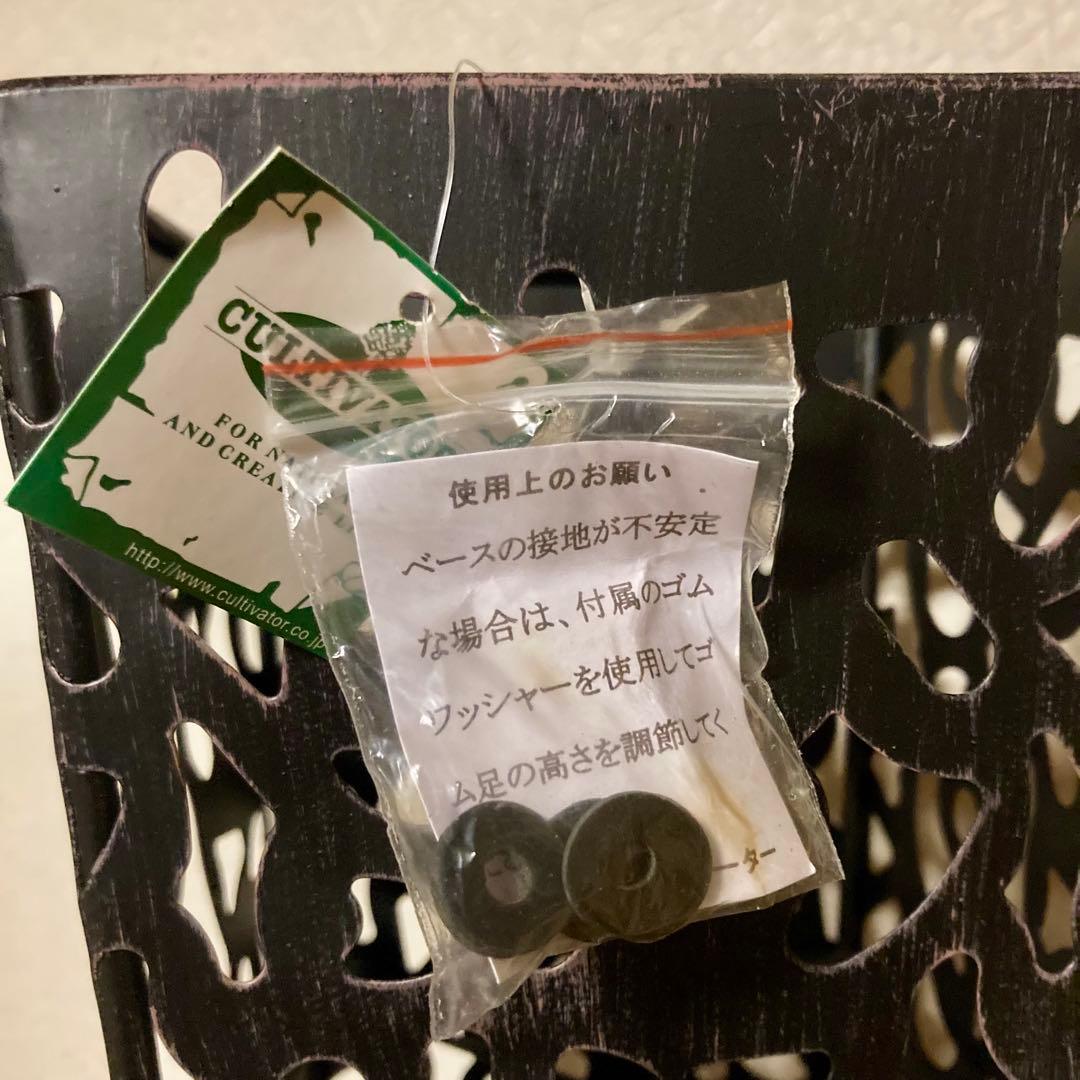 CULTIV
FOR
AND CREA
http://www.cultivator.co.jp
使用上のお願い
ベースの接地が不安定
な場合は、付属のゴム
ワッシャーを使用してゴ
ム足の高さを調節してく
ーター